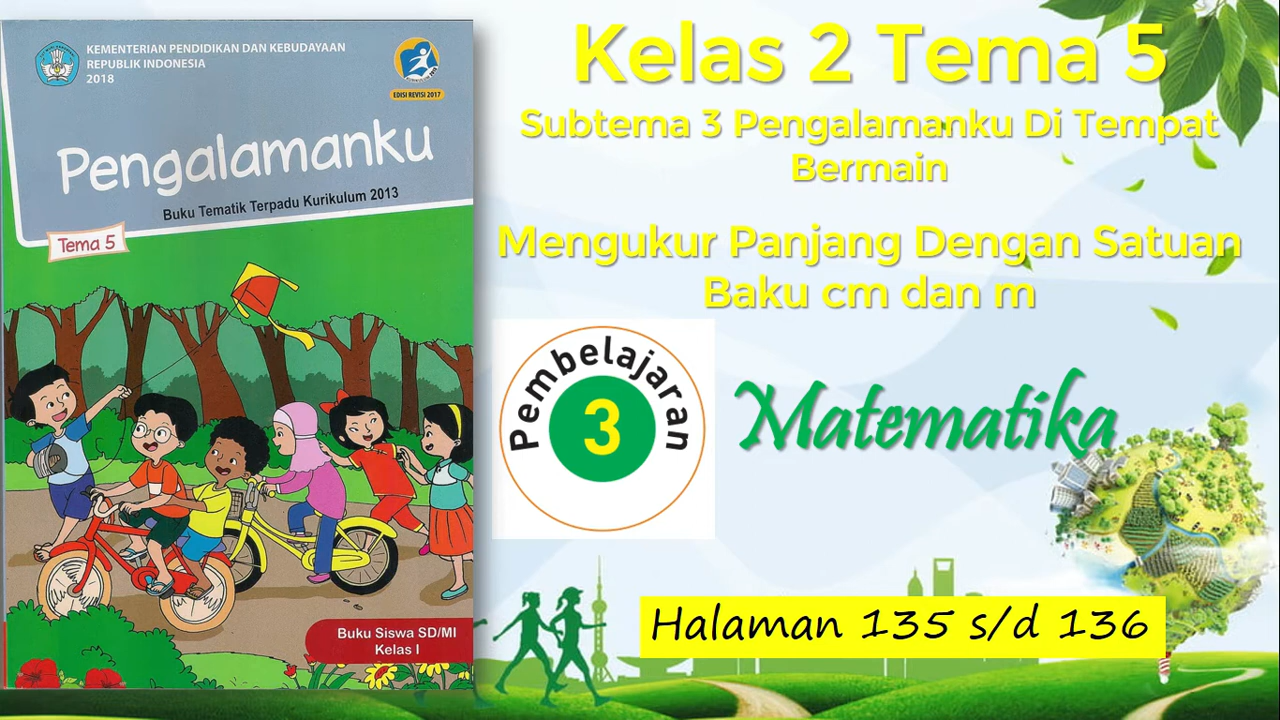 KEMENTERIAN PENDIDIKAN DAN KEBUDAYAAN
REPUBLIK INDONESIA
2018
EDISI REVISI 2017
Pengalamanku
Buku Tematik Terpadu Kurikulum 2013
Tema 5
Buku Siswa SD/MI
Kelas I
Kelas 2 Tema 5
Subtema 3 Pengalamanku Di Tempat
Bermain
Mengukur Panjang Dengan Satuan
Baku cm dan m
Pembelajaran
3
Matematika
Halaman 135 s/d 136